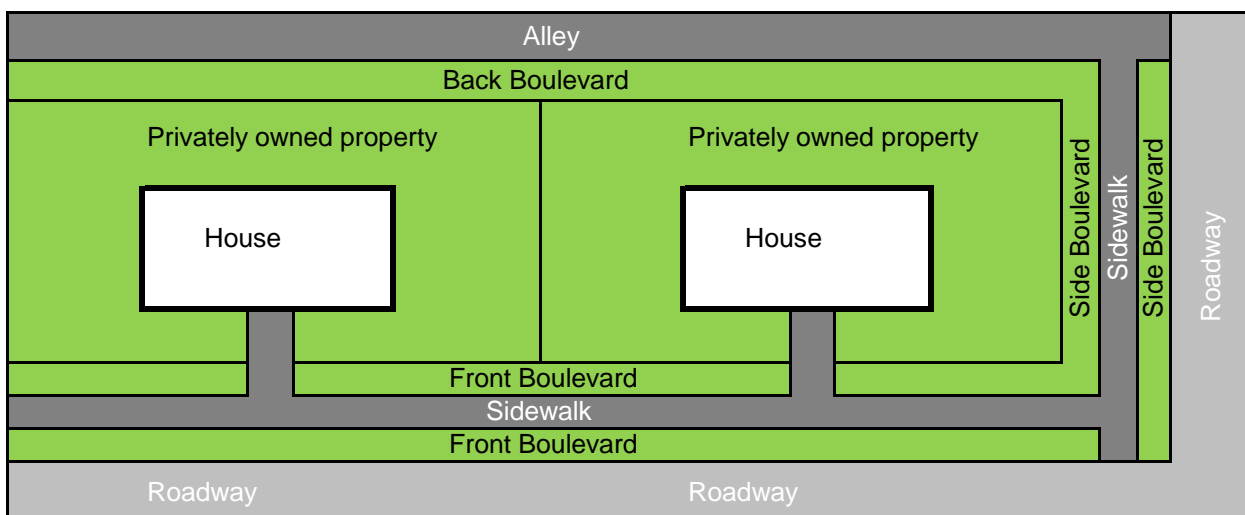 Alley
Back Boulevard
Privately owned property
Privately owned property
House
House
Side Boulevard
Sidewalk
Side Boulevard
Roadway
Front Boulevard
Sidewalk
Front Boulevard
Roadway
Roadway